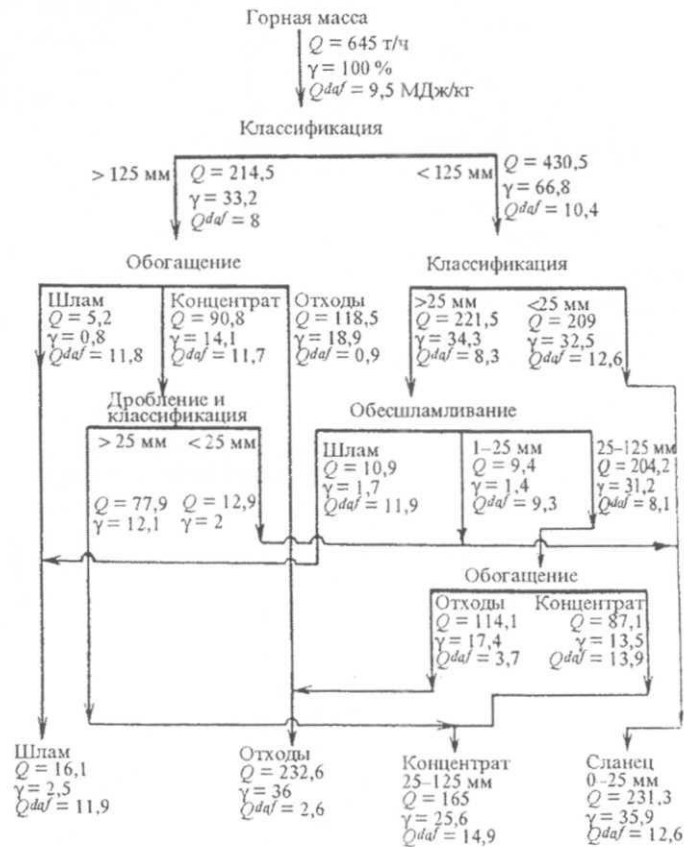 Горная масса
Q = 645 т/ч
γ = 100 %
Qdaf = 9,5 МДж/кг
Классификация
> 125 мм
Q = 214,5
γ = 33,2
Qdaf = 8
< 125 мм
Q = 430,5
γ = 66,8
Qdaf = 10,4
Обогащение
Классификация
Шлам
Q = 5,2
γ = 0,8
Qdaf = 11,8
Концентрат
Q = 90,8
γ = 14,1
Qdaf = 11,7
Отходы
Q = 118,5
γ = 18,9
Qdaf = 0,9
>25 мм
Q = 221,5
γ = 34,3
Qdaf = 8,3
<25 мм
Q = 209
γ = 32,5
Qdaf = 12,6
Дробление и
классификация
> 25 мм
Q = 77,9
γ = 12,1
< 25 мм
Q = 12,9
γ = 2
Обесшламливание
Шлам
Q = 10,9
γ = 1,7
Qdaf = 11,9
1–25 мм
Q = 9,4
γ = 1,4
Qdaf = 9,3
25–125 мм
Q = 204,2
γ = 31,2
Qdaf = 8,1
Обогащение
Отходы
Q = 114,1
γ = 17,4
Qdaf = 3,7
Концентрат
Q = 87,1
γ = 13,5
Qdaf = 13,9
Шлам
Q = 16,1
γ = 2,5
Qdaf = 11,9
Отходы
Q = 232,6
γ = 36
Qdaf = 2,6
Концентрат
25–125 мм
Q = 165
γ = 25,6
Qdaf = 14,9
Сланец
0–25 мм
Q = 231,3
γ = 35,9
Qdaf = 12,6